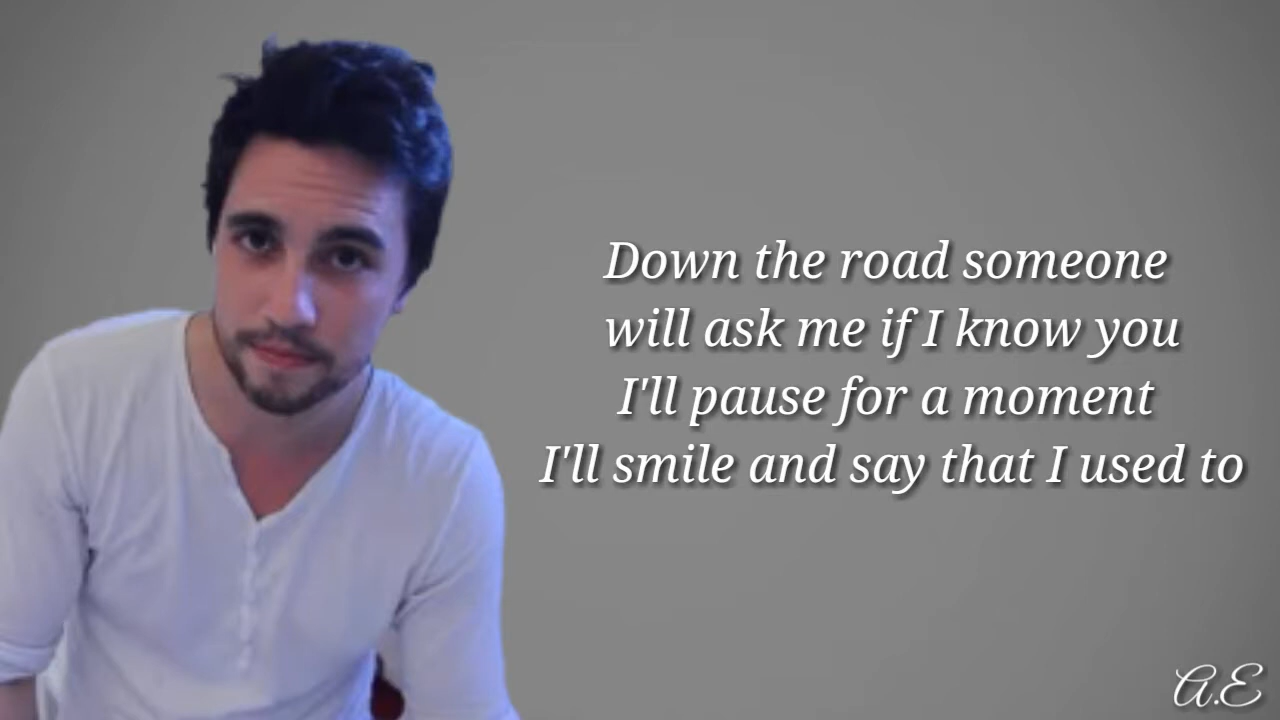 Down the road someone
will ask me if I know you
I'll pause for a moment
I'll smile and say that I used to
A.E